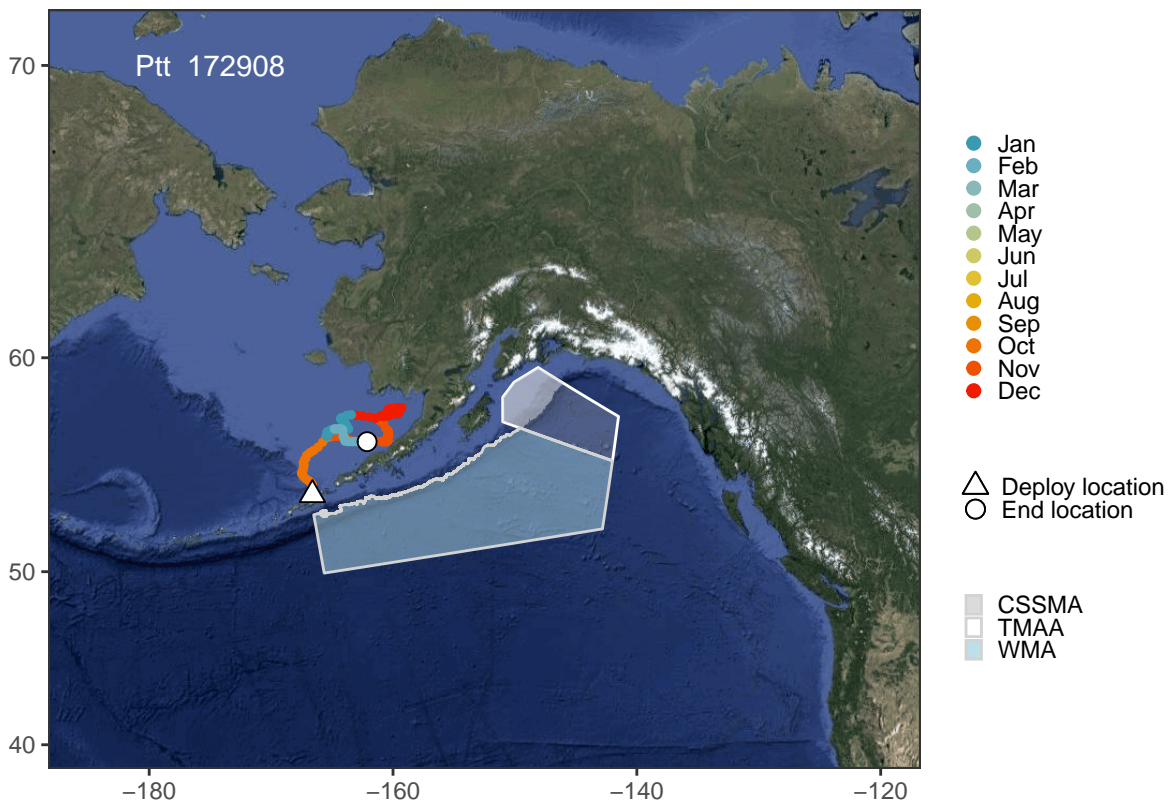 Ptt 172908
70
60
50
40
−180
−160
−140
−120
Jan
Feb
Mar
Apr
May
Jun
Jul
Aug
Sep
Oct
Nov
Dec
Deploy location
End location
CSSMA
TMAA
WMA